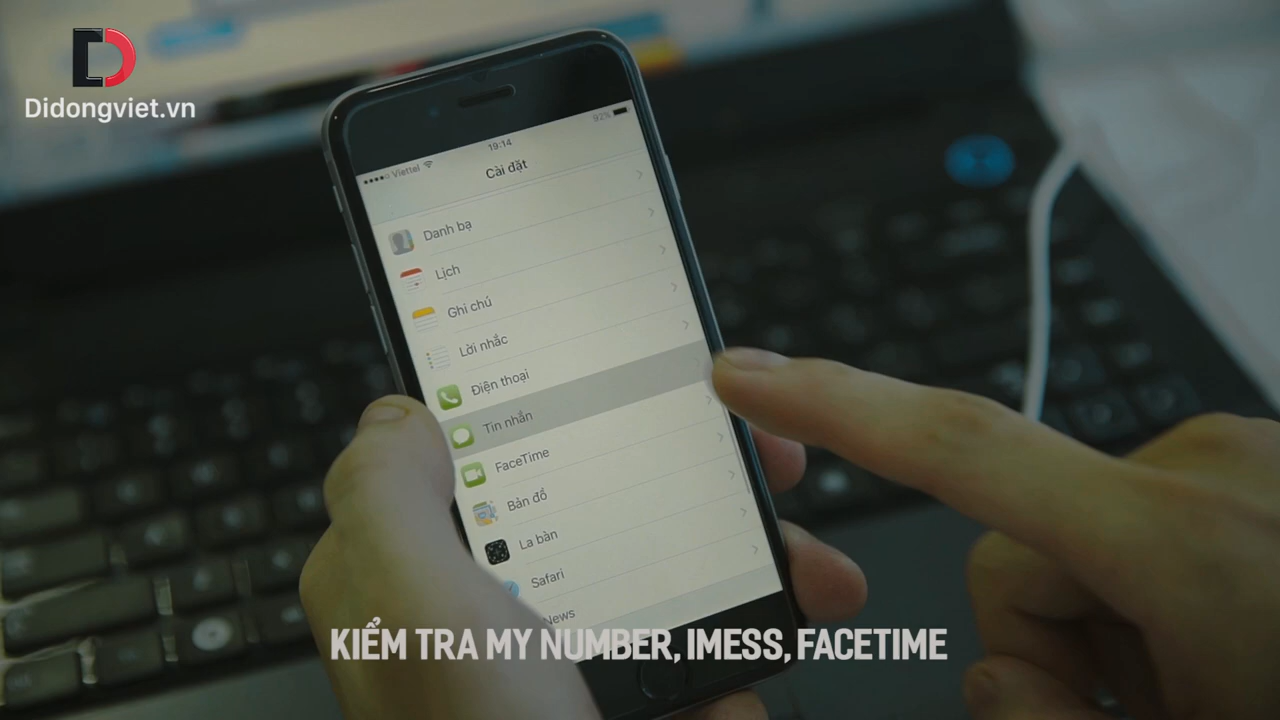 Didongviet.vn
Viettel 19:14 92%
Cài đặt
Danh bạ
Lịch
Ghi chú
Lời nhắc
Điện thoại
Tin nhắn
FaceTime
Bản đồ
La bàn
Safari
News
KIỂM TRA MY NUMBER, IMESS, FACETIME